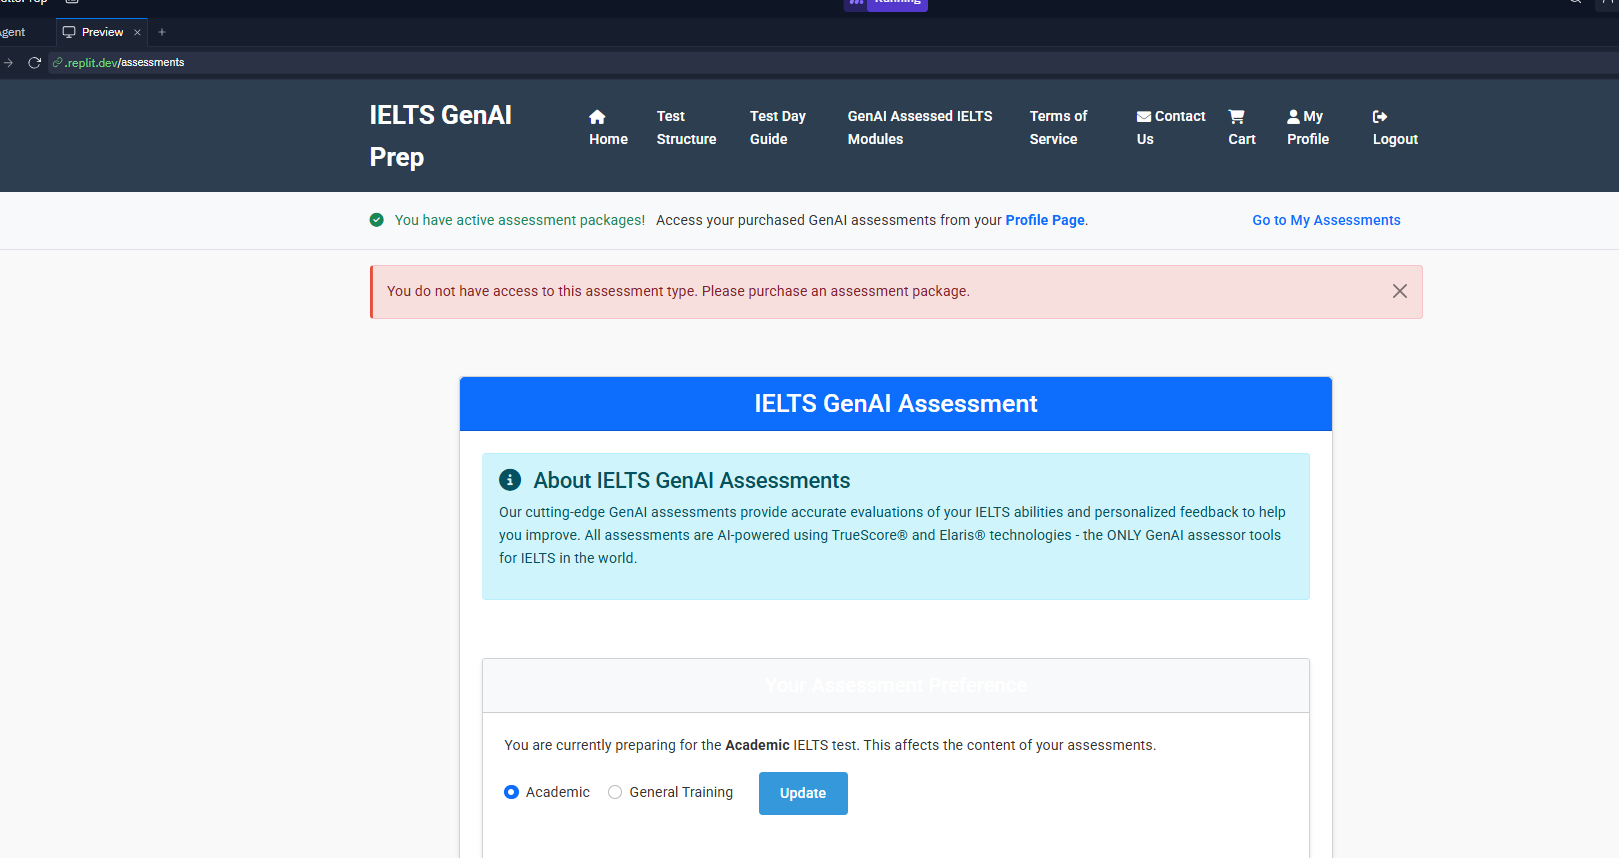 Preview
.replit.dev/assessments
IELTS GenAI
Prep
Home
Test
Structure
Test Day
Guide
GenAI Assessed IELTS
Modules
Terms of
Service
Contact
Us
Cart
My
Profile
Logout
You have active assessment packages! Access your purchased GenAI assessments from your Profile Page.
Go to My Assessments
You do not have access to this assessment type. Please purchase an assessment package.
IELTS GenAI Assessment
About IELTS GenAI Assessments
Our cutting-edge GenAI assessments provide accurate evaluations of your IELTS abilities and personalized feedback to help
you improve. All assessments are AI-powered using TrueScore® and Elaris® technologies - the ONLY GenAI assessor tools
for IELTS in the world.
Your Assessment Preference
You are currently preparing for the Academic IELTS test. This affects the content of your assessments.
Academic
General Training
Update